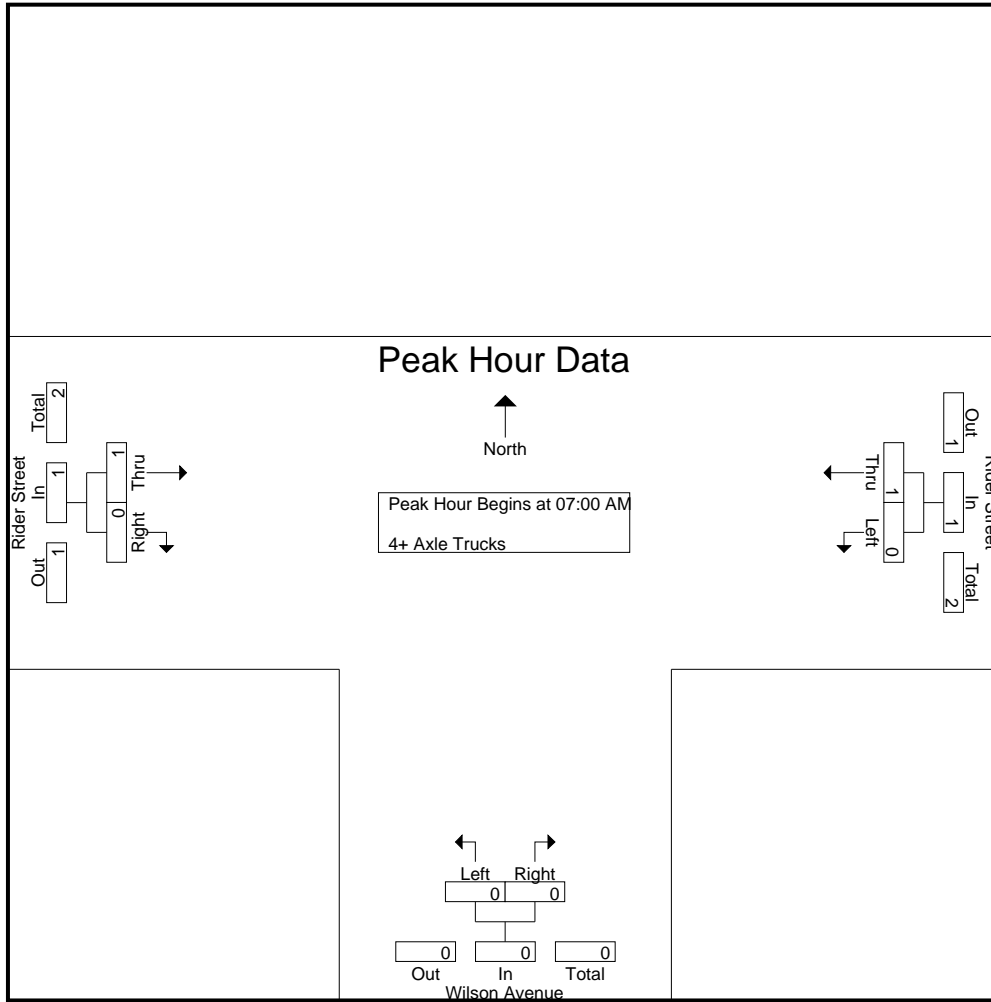 Peak Hour Data
North
Peak Hour Begins at 07:00 AM
4+ Axle Trucks
Rider Street
Out In Total
1 1 2
Right Thru
0 1
Rider Street
Out In Total
1 1 2
Thru Left
1 0
Left Right
0 0
0 0 0
Out In Total
Wilson Avenue